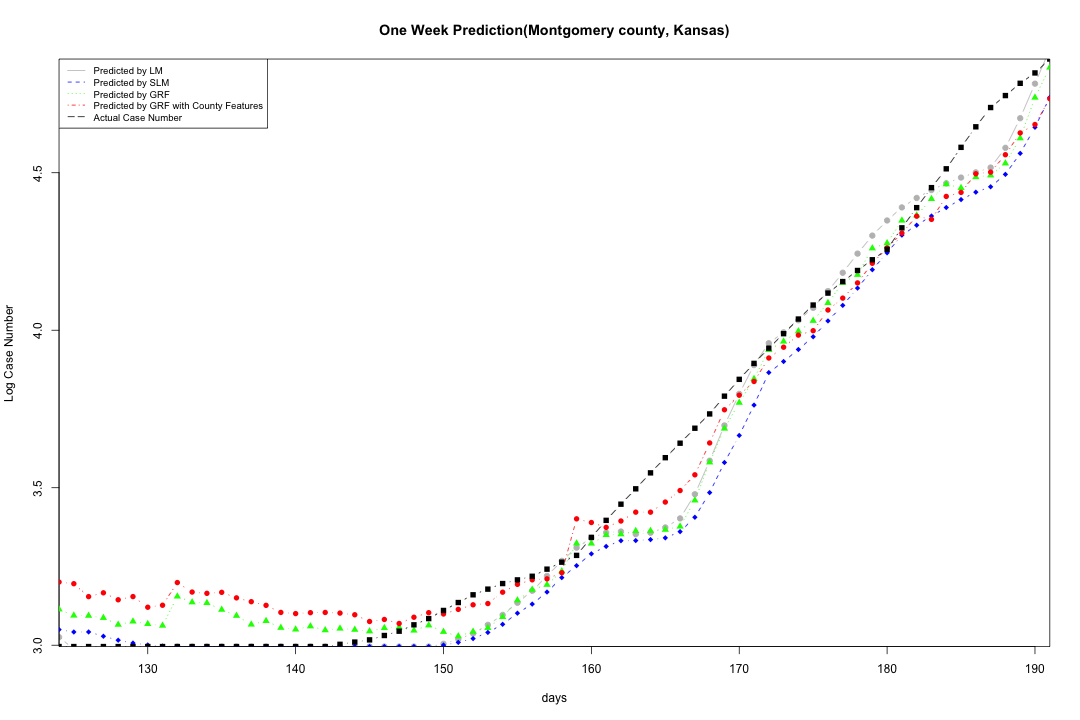 One Week Prediction(Montgomery county, Kansas)
Predicted by LM
Predicted by SLM
Predicted by GRF
Predicted by GRF with County Features
Actual Case Number
Log Case Number
4.5
4.0
3.5
3.0
130 140 150 160 170 180 190
days